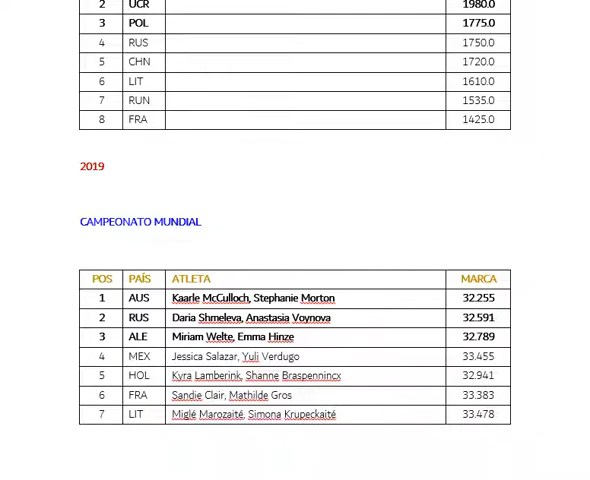 2 UCR 1980.0
3 POL 1775.0
4 RUS 1750.0
5 CHN 1720.0
6 LIT 1610.0
7 RUN 1535.0
8 FRA 1425.0
2019
CAMPEONATO MUNDIAL
POS PAÍS ATLETA MARCA
1 AUS Kaarle McCulloch, Stephanie Morton 32.255
2 RUS Daria Shmeleva, Anastasia Voynova 32.591
3 ALE Miriam Welte, Emma Hinze 32.789
4 MEX Jessica Salazar, Yuli Verdugo 33.455
5 HOL Kyra Lamberink, Shanne Braspennincx 32.941
6 FRA Sandie Clair, Mathilde Gros 33.383
7 LIT Miglé Marozaité, Simona Krupeckaité 33.478